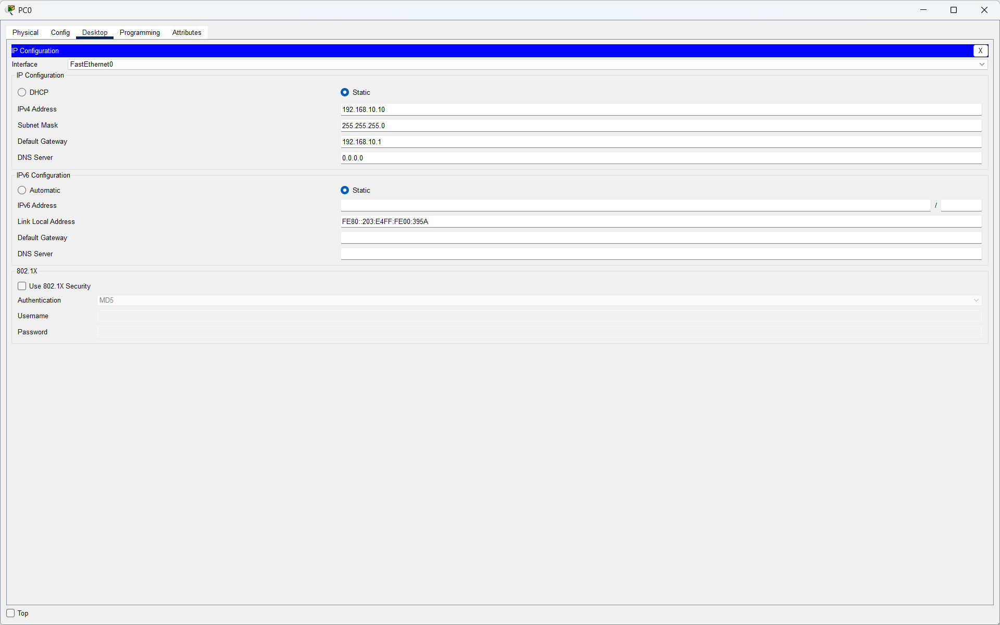 PC0
Physical Config Desktop Programming Attributes
IP Configuration X
Interface FastEthernet0
IP Configuration
DHCP Static
IPv4 Address 192.168.10.10
Subnet Mask 255.255.255.0
Default Gateway 192.168.10.1
DNS Server 0.0.0.0
IPv6 Configuration
Automatic Static
IPv6 Address /
Link Local Address FE80::203:E4FF:FE00:395A
Default Gateway
DNS Server
802.1X
Use 802.1X Security
Authentication MD5
Username
Password
Top